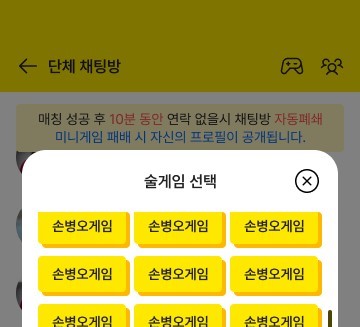 단체 채팅방
매칭 성공 후 10분 동안 연락 없을시 채팅방 자동폐쇄
미니게임 패배 시 자신의 프로필이 공개됩니다.
술게임 선택
손병오게임 손병오게임 손병오게임
손병오게임 손병오게임 손병오게임
손병오게임 손병오게임 손병오게임